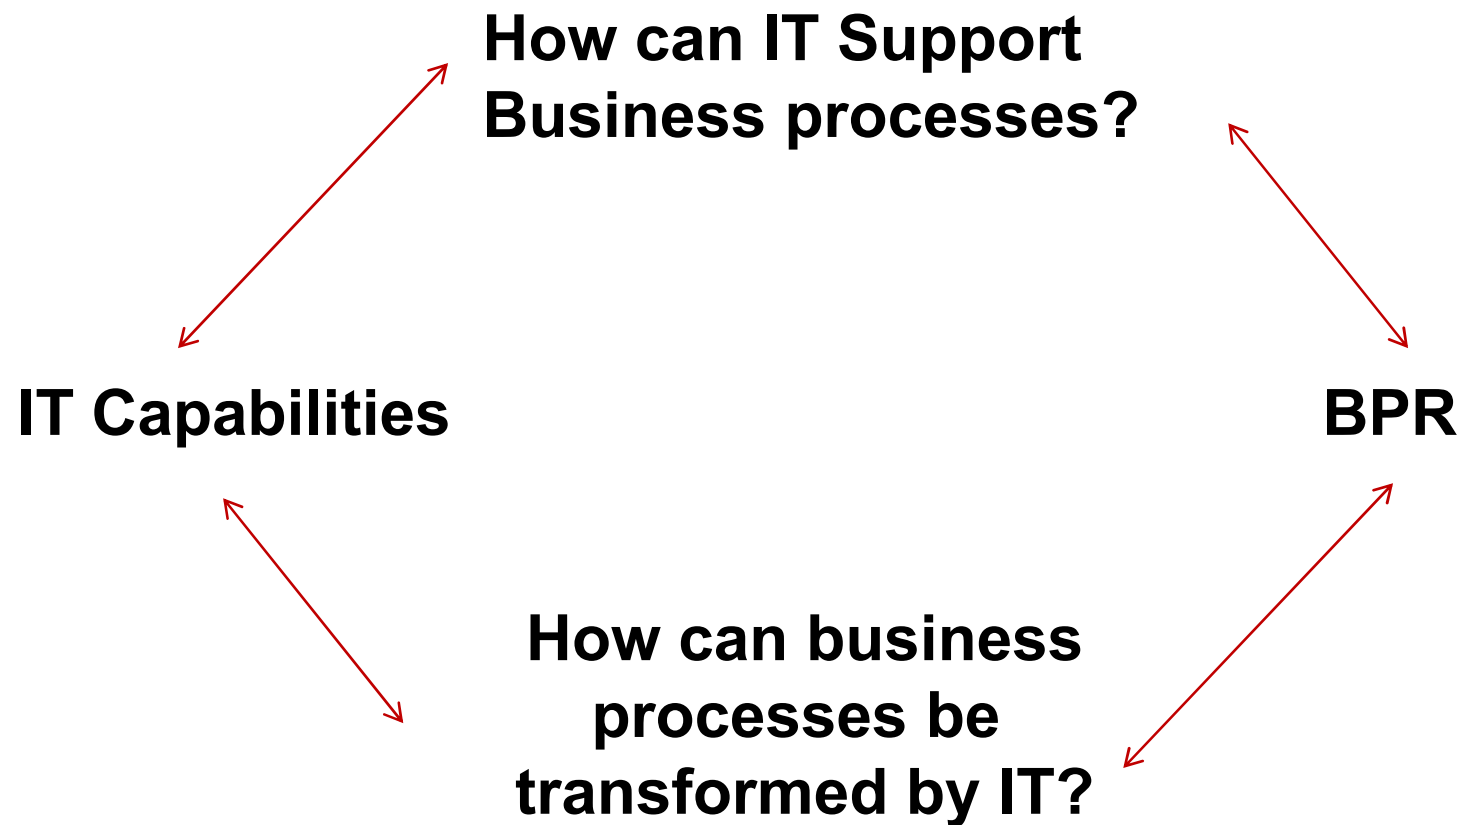 How can IT Support
Business processes?
IT Capabilities
BPR
How can business
processes be
transformed by IT?